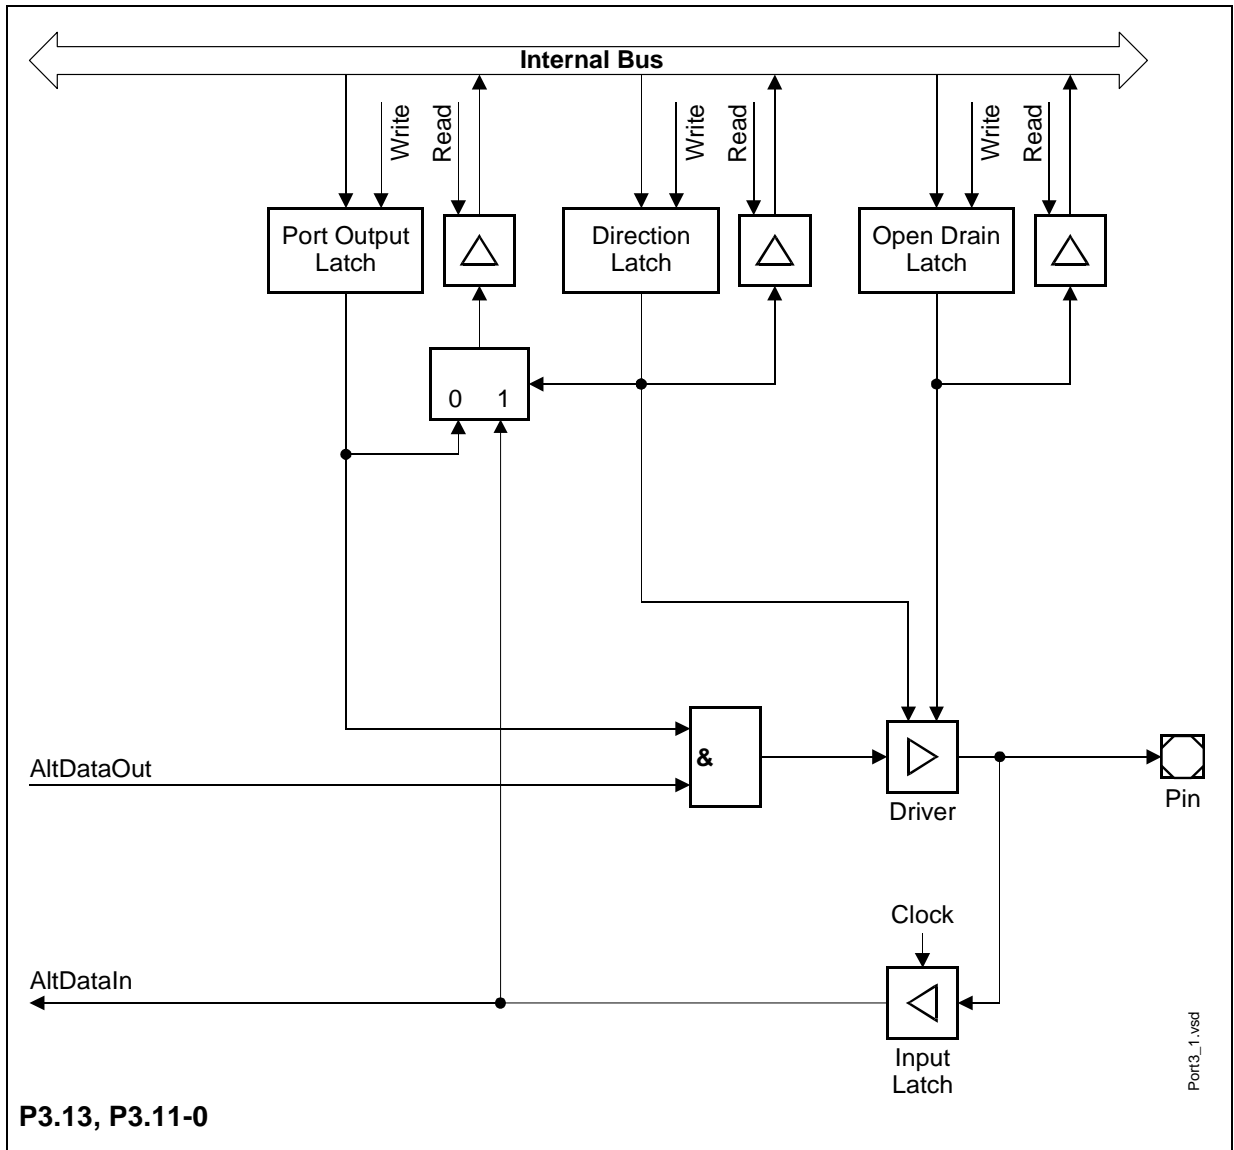 Internal Bus
Write
Read
Write
Read
Write
Read
Port Output
Latch
Direction
Latch
Open Drain
Latch
0 1
AltDataOut
&
Driver
Pin
Clock
AltDataIn
Input
Latch
Port3_1.vsd
P3.13, P3.11-0